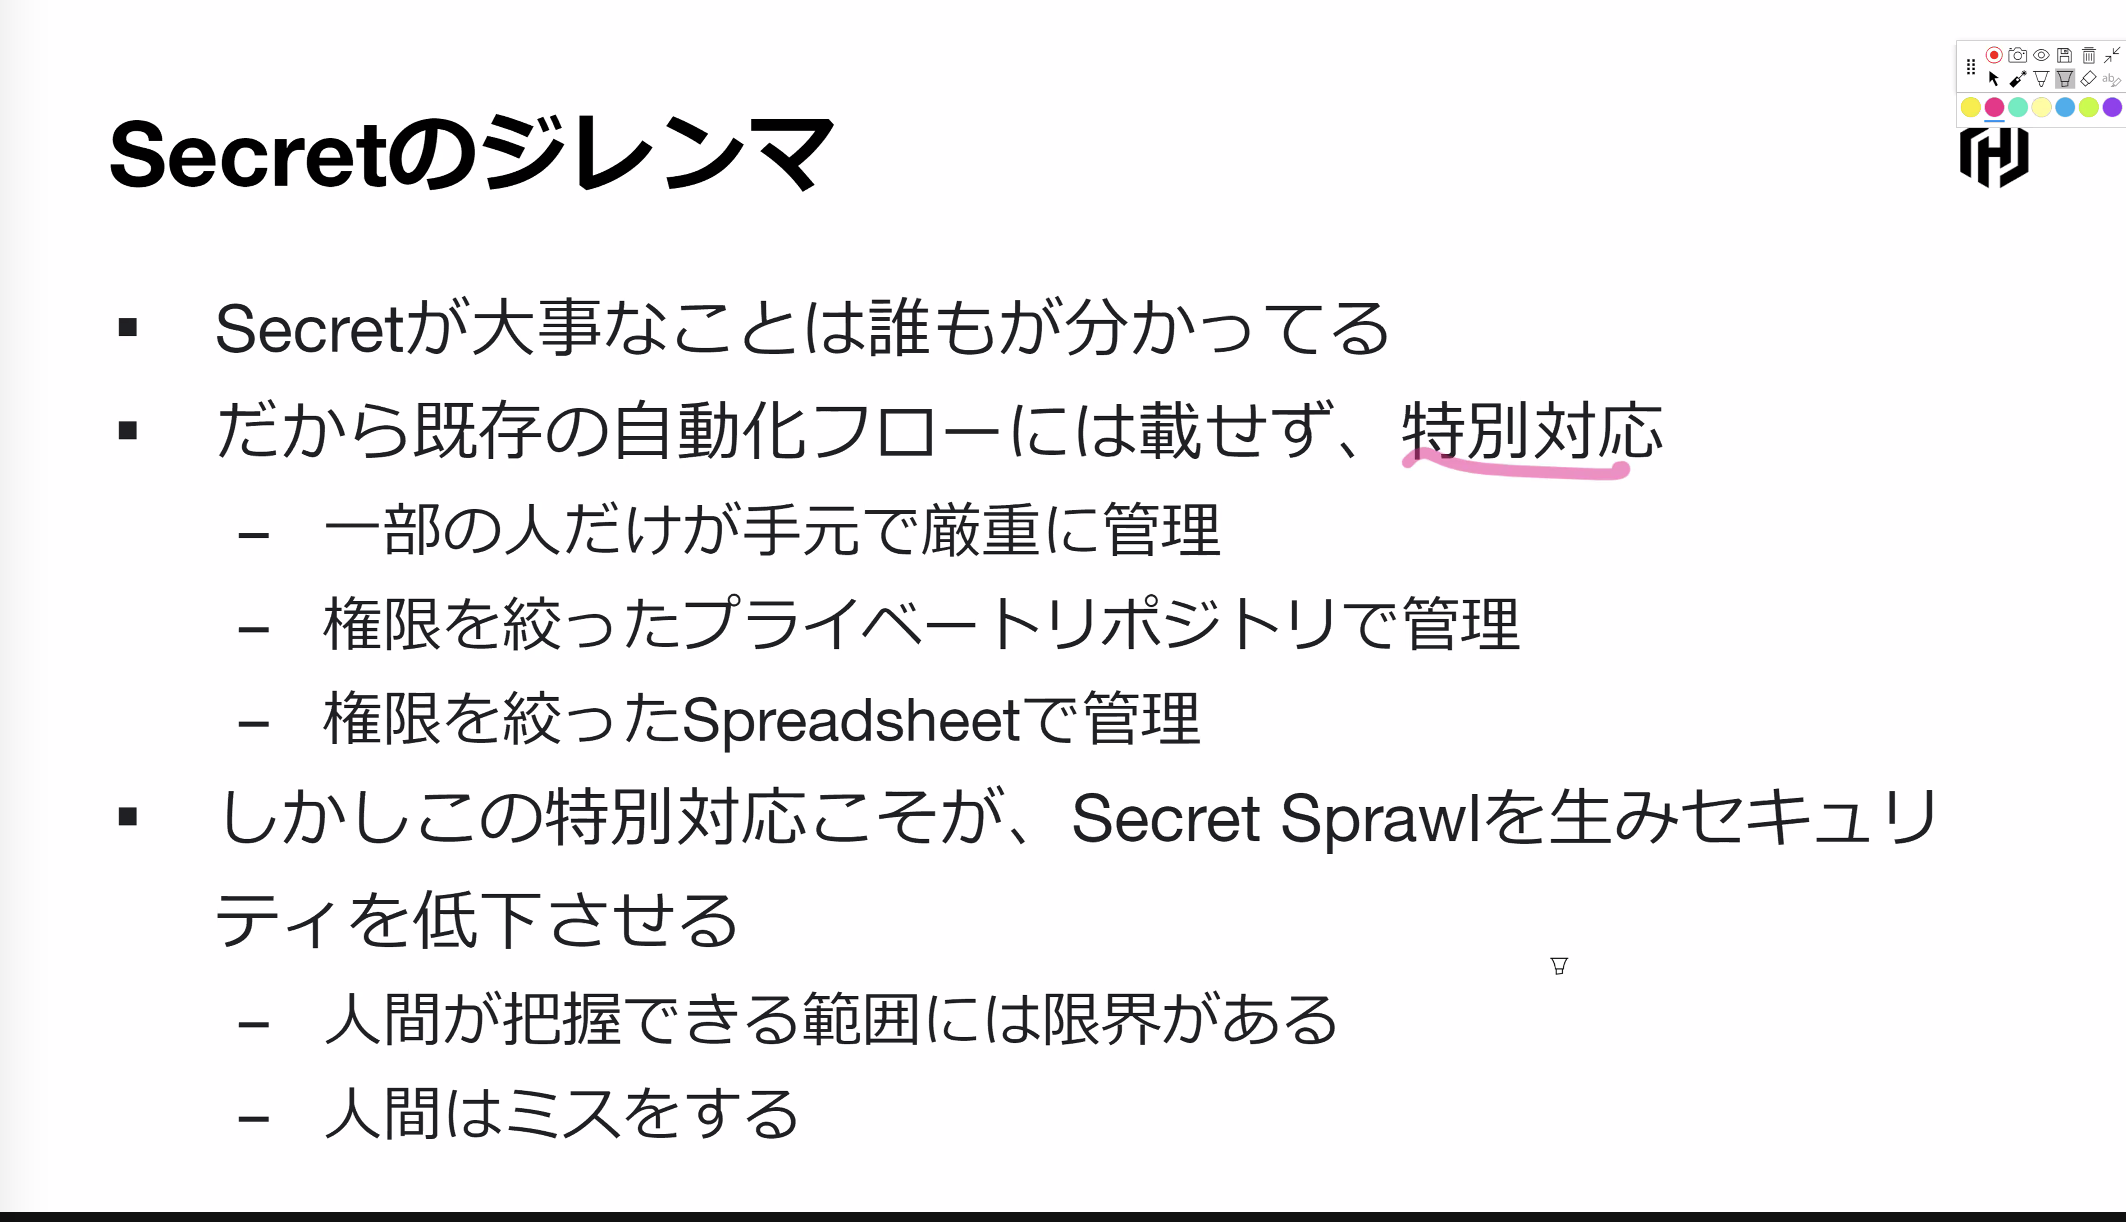 Secretのジレンマ
▪ Secretが大事なことは誰もが分かってる
▪ だから既存の自動化フローには載せず、特別対応
– 一部の人だけが手元で厳重に管理
– 権限を絞ったプライベートリポジトリで管理
– 権限を絞ったSpreadsheetで管理
▪ しかしこの特別対応こそが、Secret Sprawlを生みセキュリ
ティを低下させる
– 人間が把握できる範囲には限界がある
– 人間はミスをする